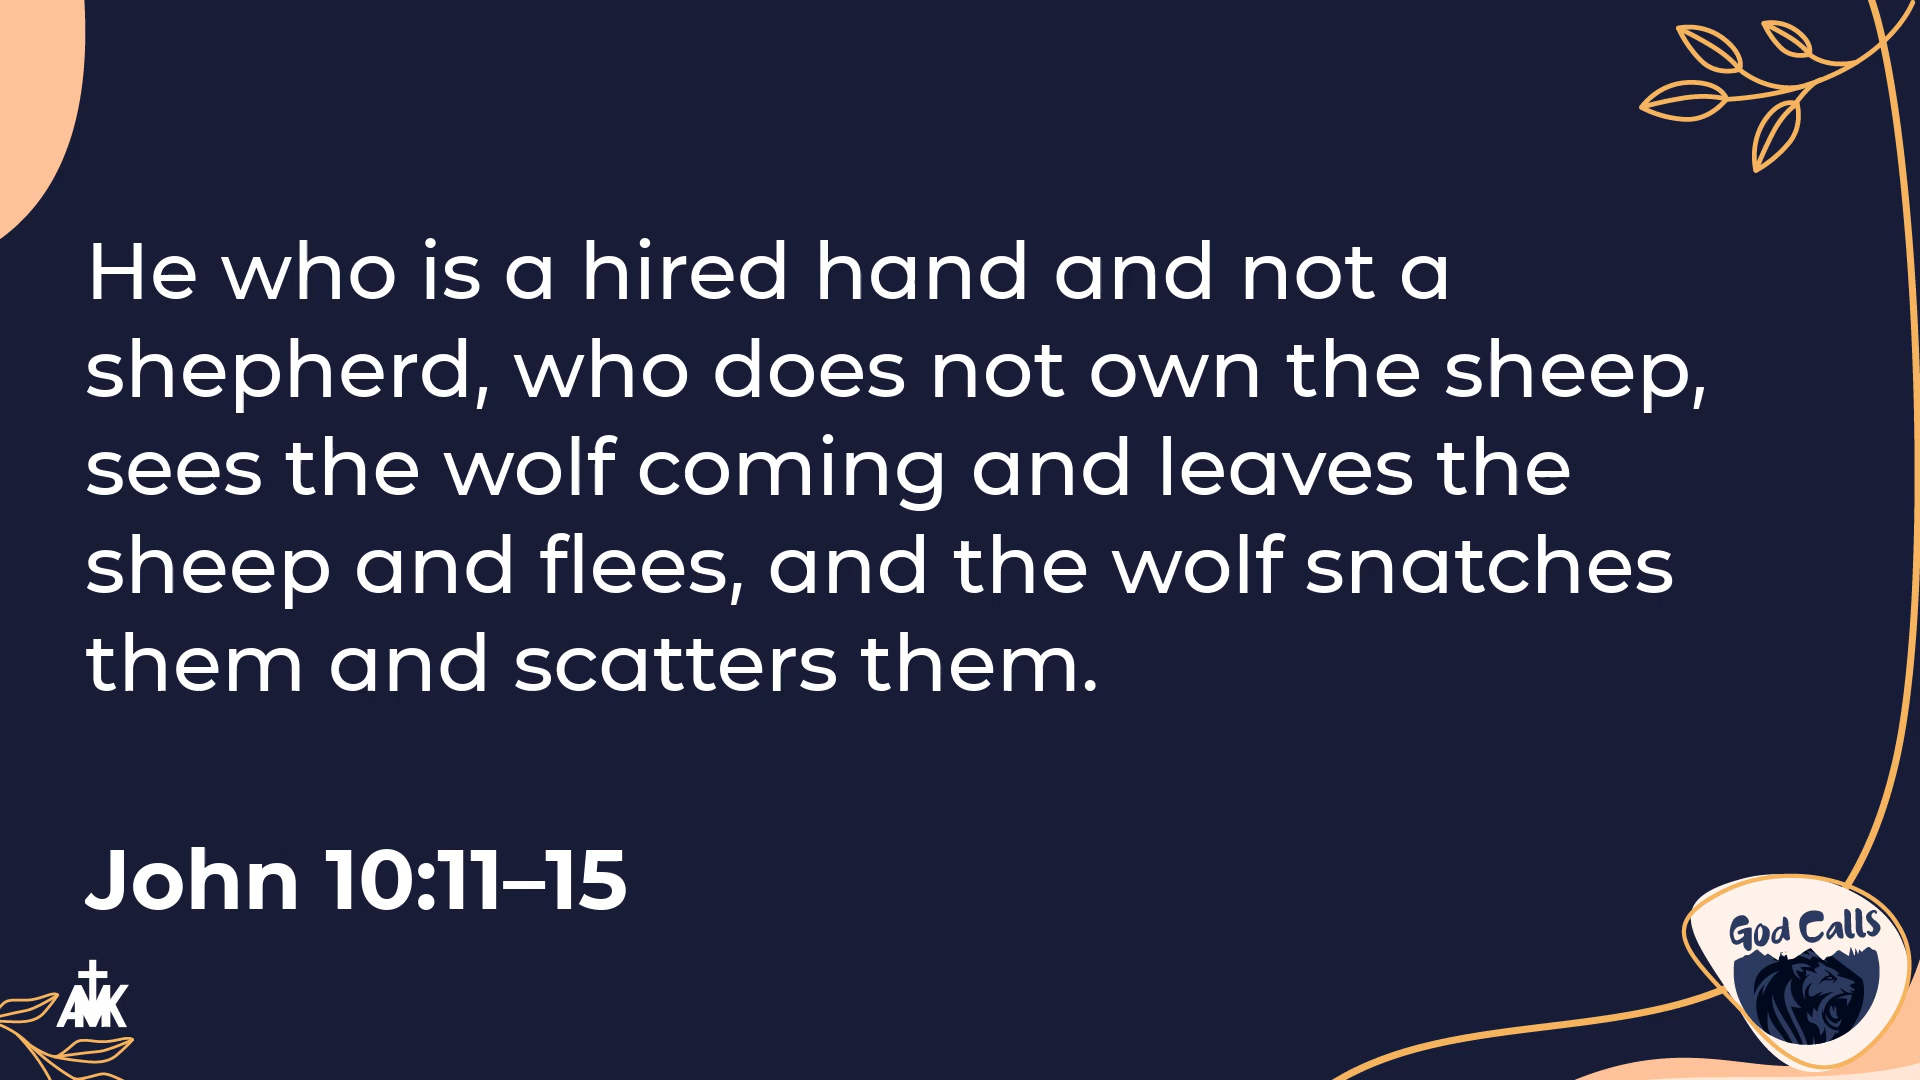 He who is a hired hand and not a
shepherd, who does not own the sheep,
sees the wolf coming and leaves the
sheep and flees, and the wolf snatches
them and scatters them.
John 10:11–15
AMK
God Calls